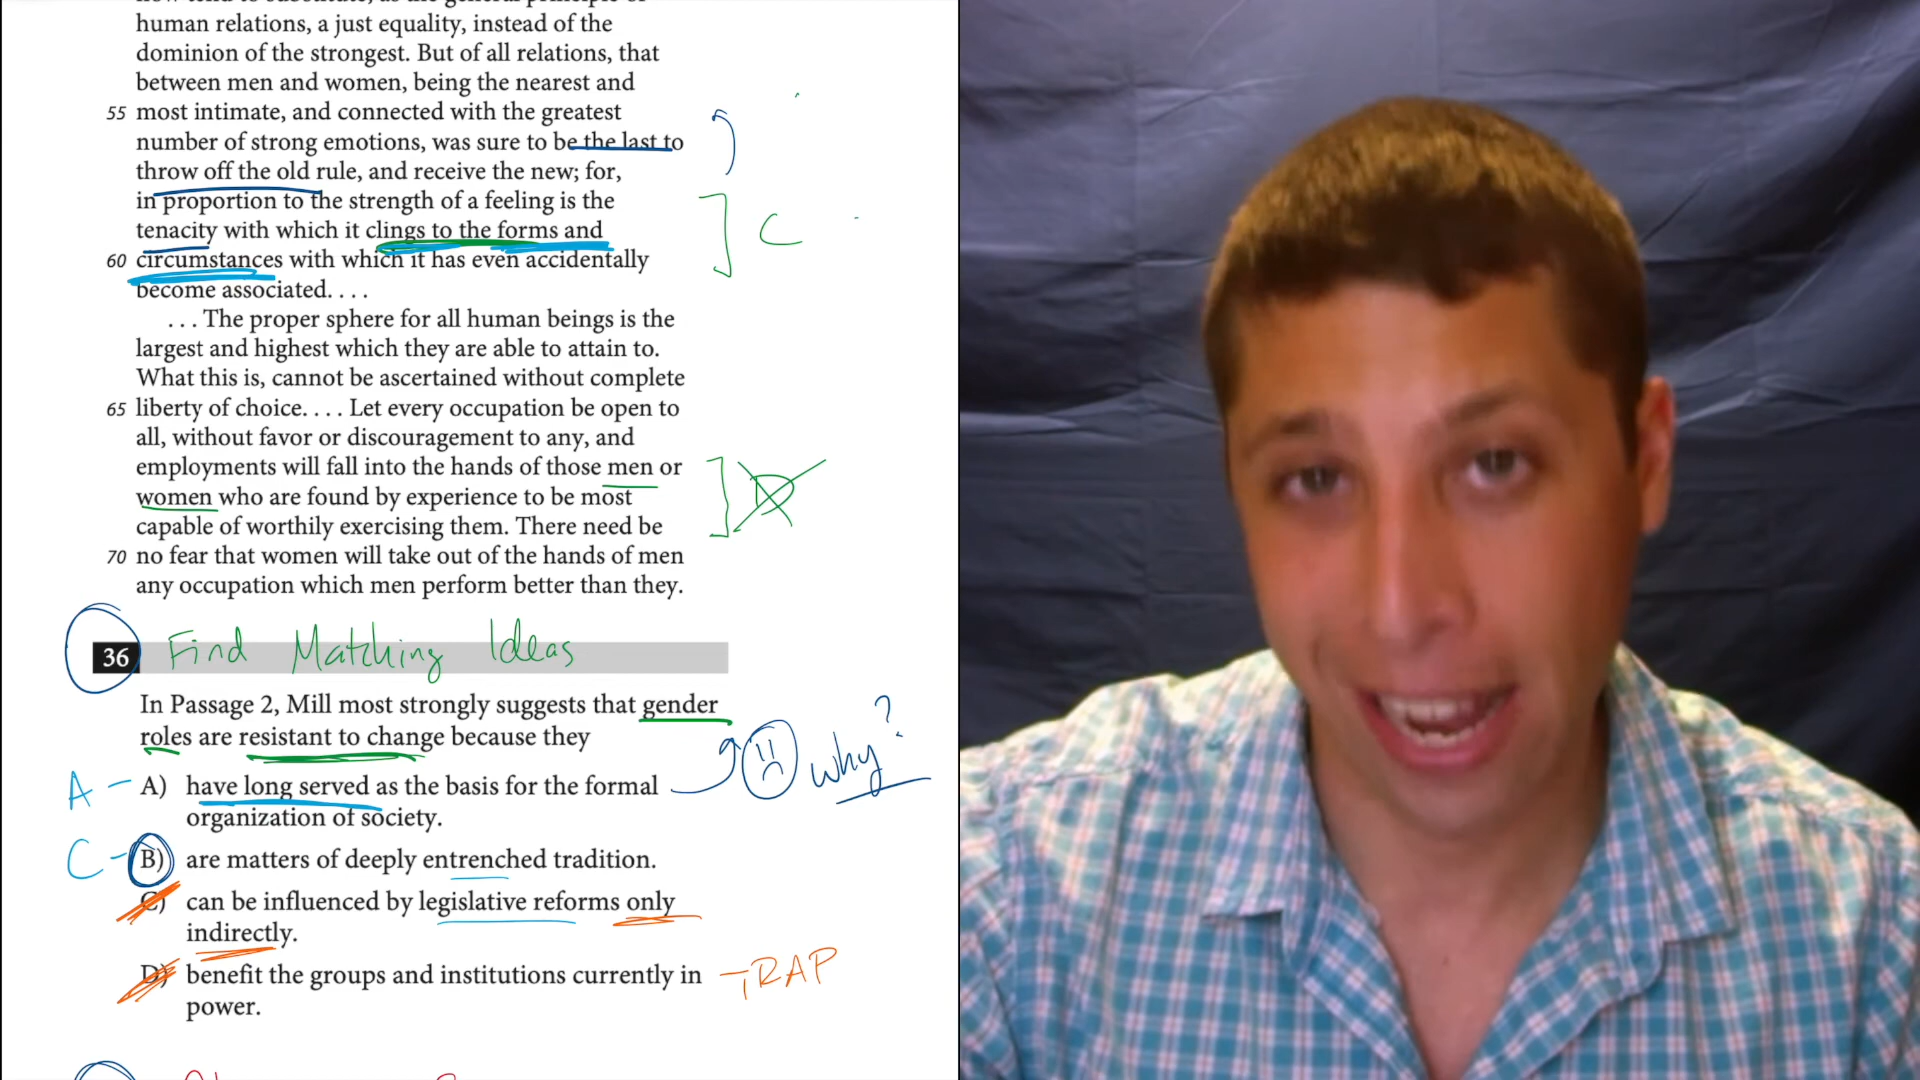 human relations, a just equality, instead of the
dominion of the strongest. But of all relations, that
between men and women, being the nearest and
55 most intimate, and connected with the greatest
number of strong emotions, was sure to be the last to
throw off the old rule, and receive the new; for,
in proportion to the strength of a feeling is the
tenacity with which it clings to the forms and
60 circumstances with which it has even accidentally
become associated. . . .
. . . The proper sphere for all human beings is the
largest and highest which they are able to attain to.
What this is, cannot be ascertained without complete
65 liberty of choice. . . . Let every occupation be open to
all, without favor or discouragement to any, and
employments will fall into the hands of those men or
women who are found by experience to be most
capable of worthily exercising them. There need be
70 no fear that women will take out of the hands of men
any occupation which men perform better than they.
C
D
36 Find Matching Ideas
In Passage 2, Mill most strongly suggests that gender
roles are resistant to change because they
A – A) have long served as the basis for the formal
organization of society.
why?
C – B) are matters of deeply entrenched tradition.
C) can be influenced by legislative reforms only
indirectly.
D) benefit the groups and institutions currently in
power.
– TRAP